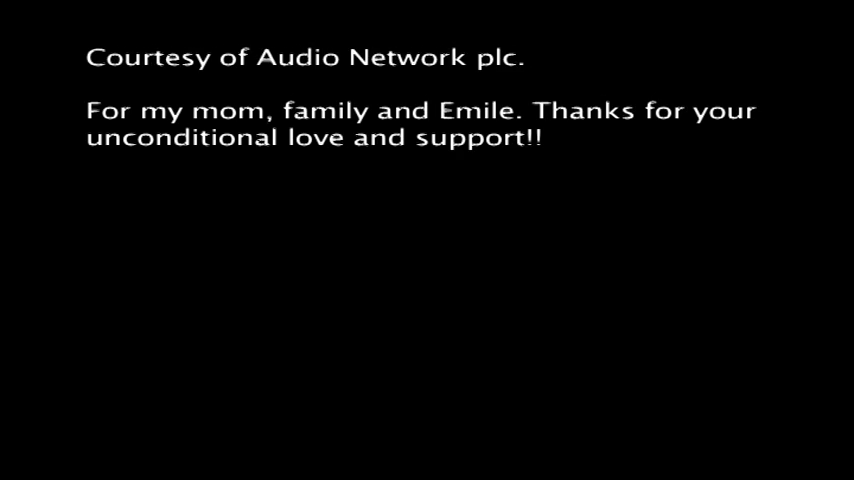 Courtesy of Audio Network plc.
For my mom, family and Emile. Thanks for your
unconditional love and support!!